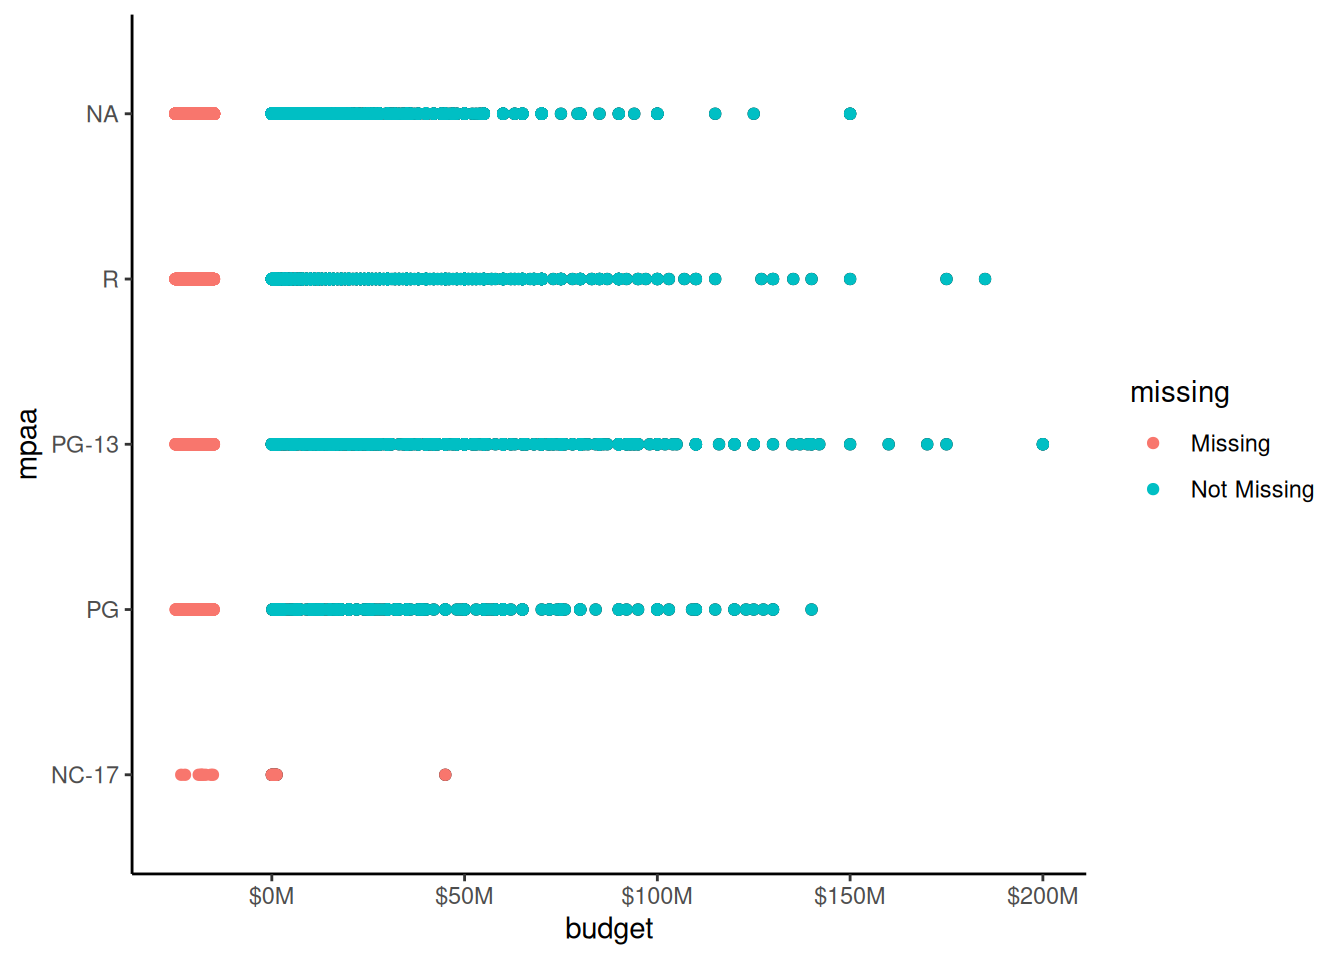 NA
R
PG-13
PG
NC-17
mpaa
$0M $50M $100M $150M $200M
budget
missing
Missing
Not Missing